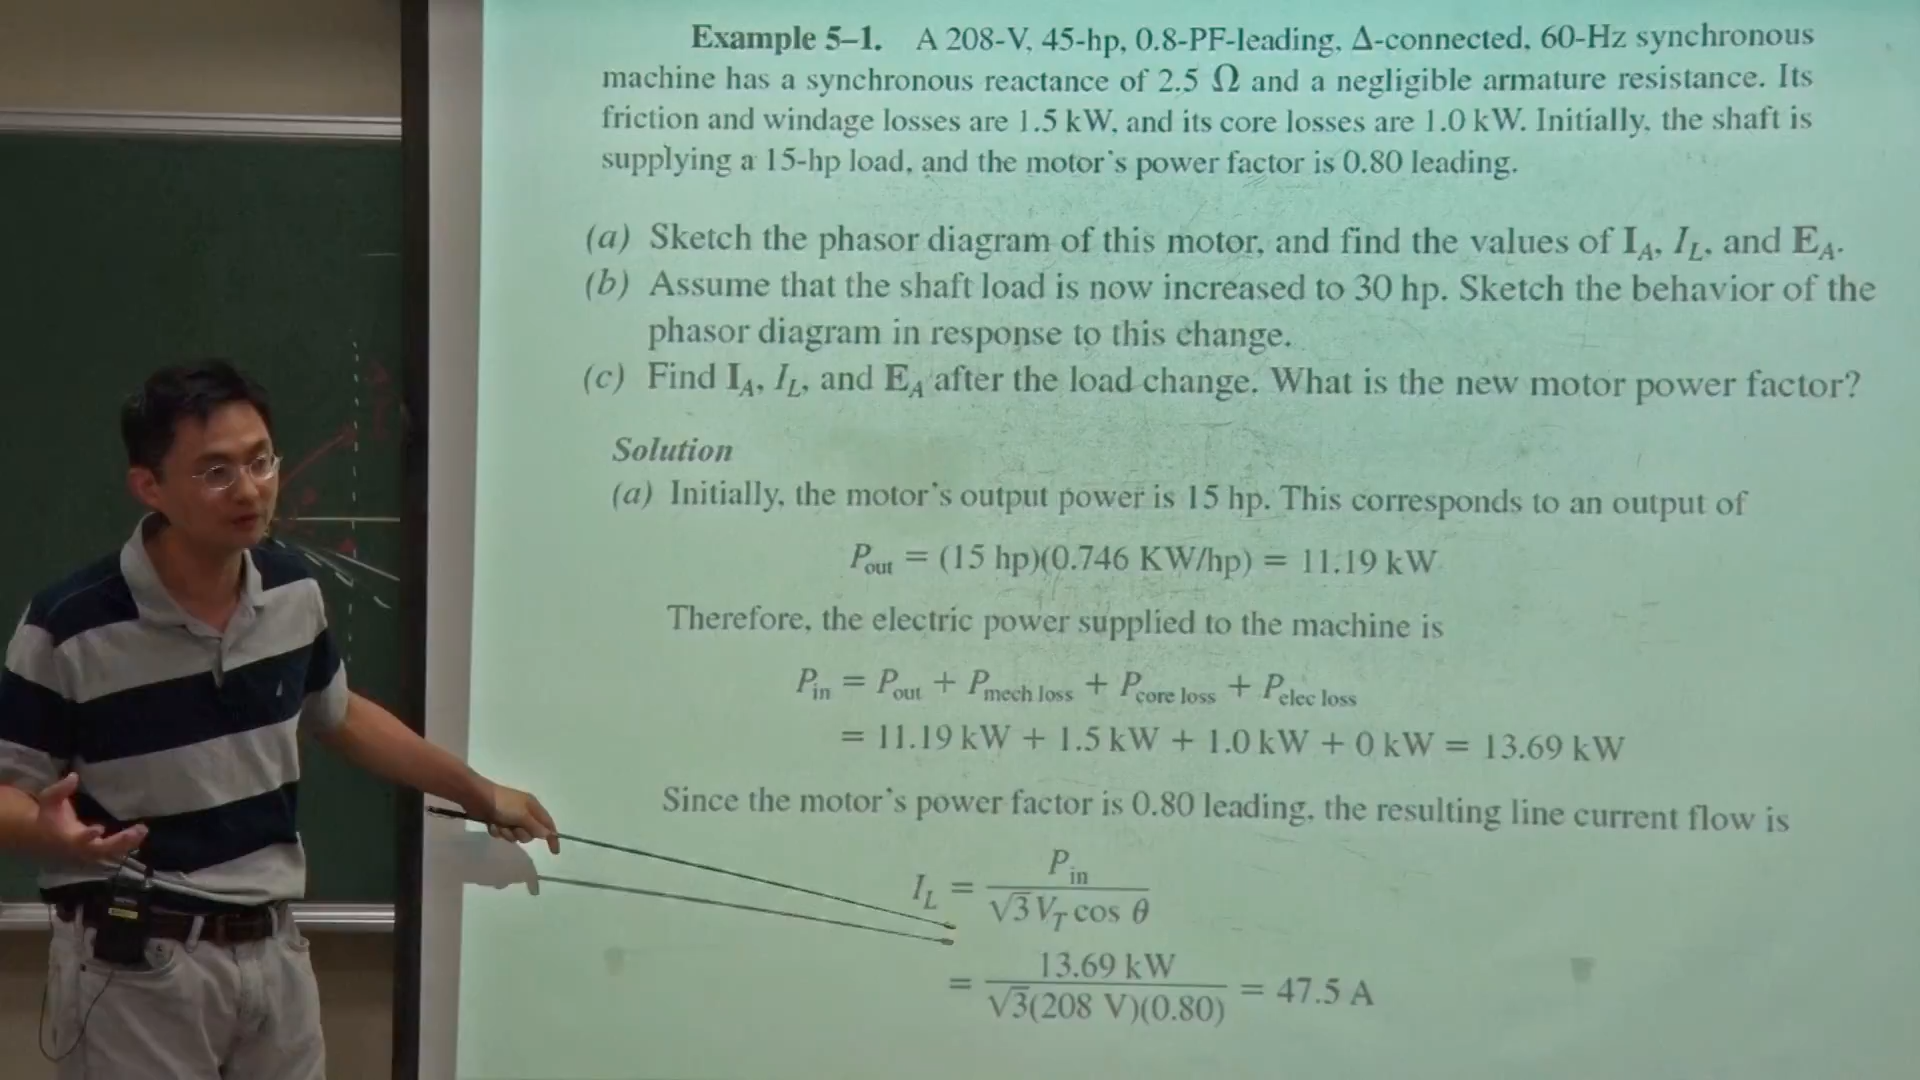 Example 5–1. A 208-V, 45-hp, 0.8-PF-leading, Δ-connected, 60-Hz synchronous
machine has a synchronous reactance of 2.5 Ω and a negligible armature resistance. Its
friction and windage losses are 1.5 kW, and its core losses are 1.0 kW. Initially, the shaft is
supplying a 15-hp load, and the motor's power factor is 0.80 leading.
(a) Sketch the phasor diagram of this motor, and find the values of I_A, I_L, and E_A.
(b) Assume that the shaft load is now increased to 30 hp. Sketch the behavior of the
phasor diagram in response to this change.
(c) Find I_A, I_L, and E_A after the load change. What is the new motor power factor?
Solution
(a) Initially, the motor's output power is 15 hp. This corresponds to an output of
P_out = (15 hp)(0.746 KW/hp) = 11.19 kW
Therefore, the electric power supplied to the machine is
P_in = P_out + P_mech loss + P_core loss + P_elec loss
= 11.19 kW + 1.5 kW + 1.0 kW + 0 kW = 13.69 kW
Since the motor's power factor is 0.80 leading, the resulting line current flow is
I_L = P_in / √3 V_T cos θ
= 13.69 kW / √3(208 V)(0.80) = 47.5 A